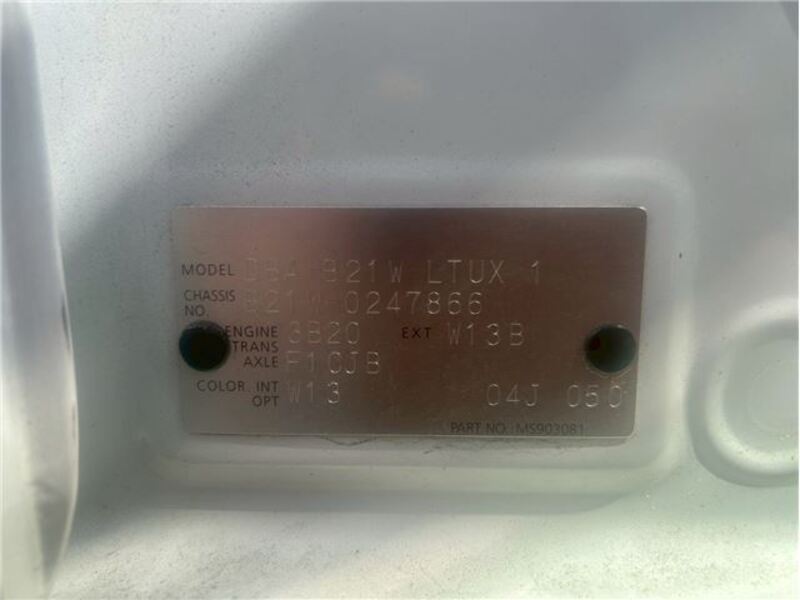 MODEL DBA-B21W LTUX 1
CHASSIS NO. B21W-0247866
ENGINE 3B20 EXT W13B
TRANS AXLE F1CJB
COLOR. INT OPT W13 04J 050
PART NO. MS903081